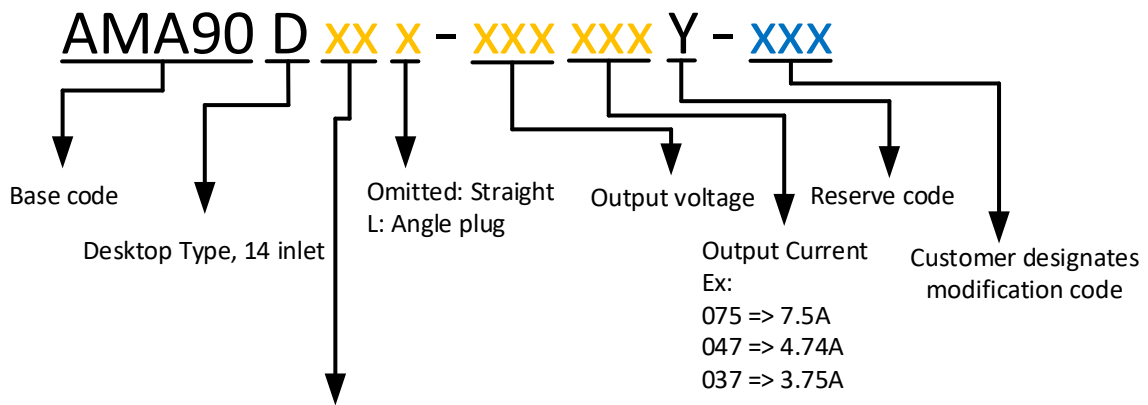 AMA90 D xx x - xxx xxx Y - xxx
Base code
Desktop Type, 14 inlet
Omitted: Straight
L: Angle plug
Output voltage
Output Current
Ex:
075 => 7.5A
047 => 4.74A
037 => 3.75A
Reserve code
Customer designates
modification code